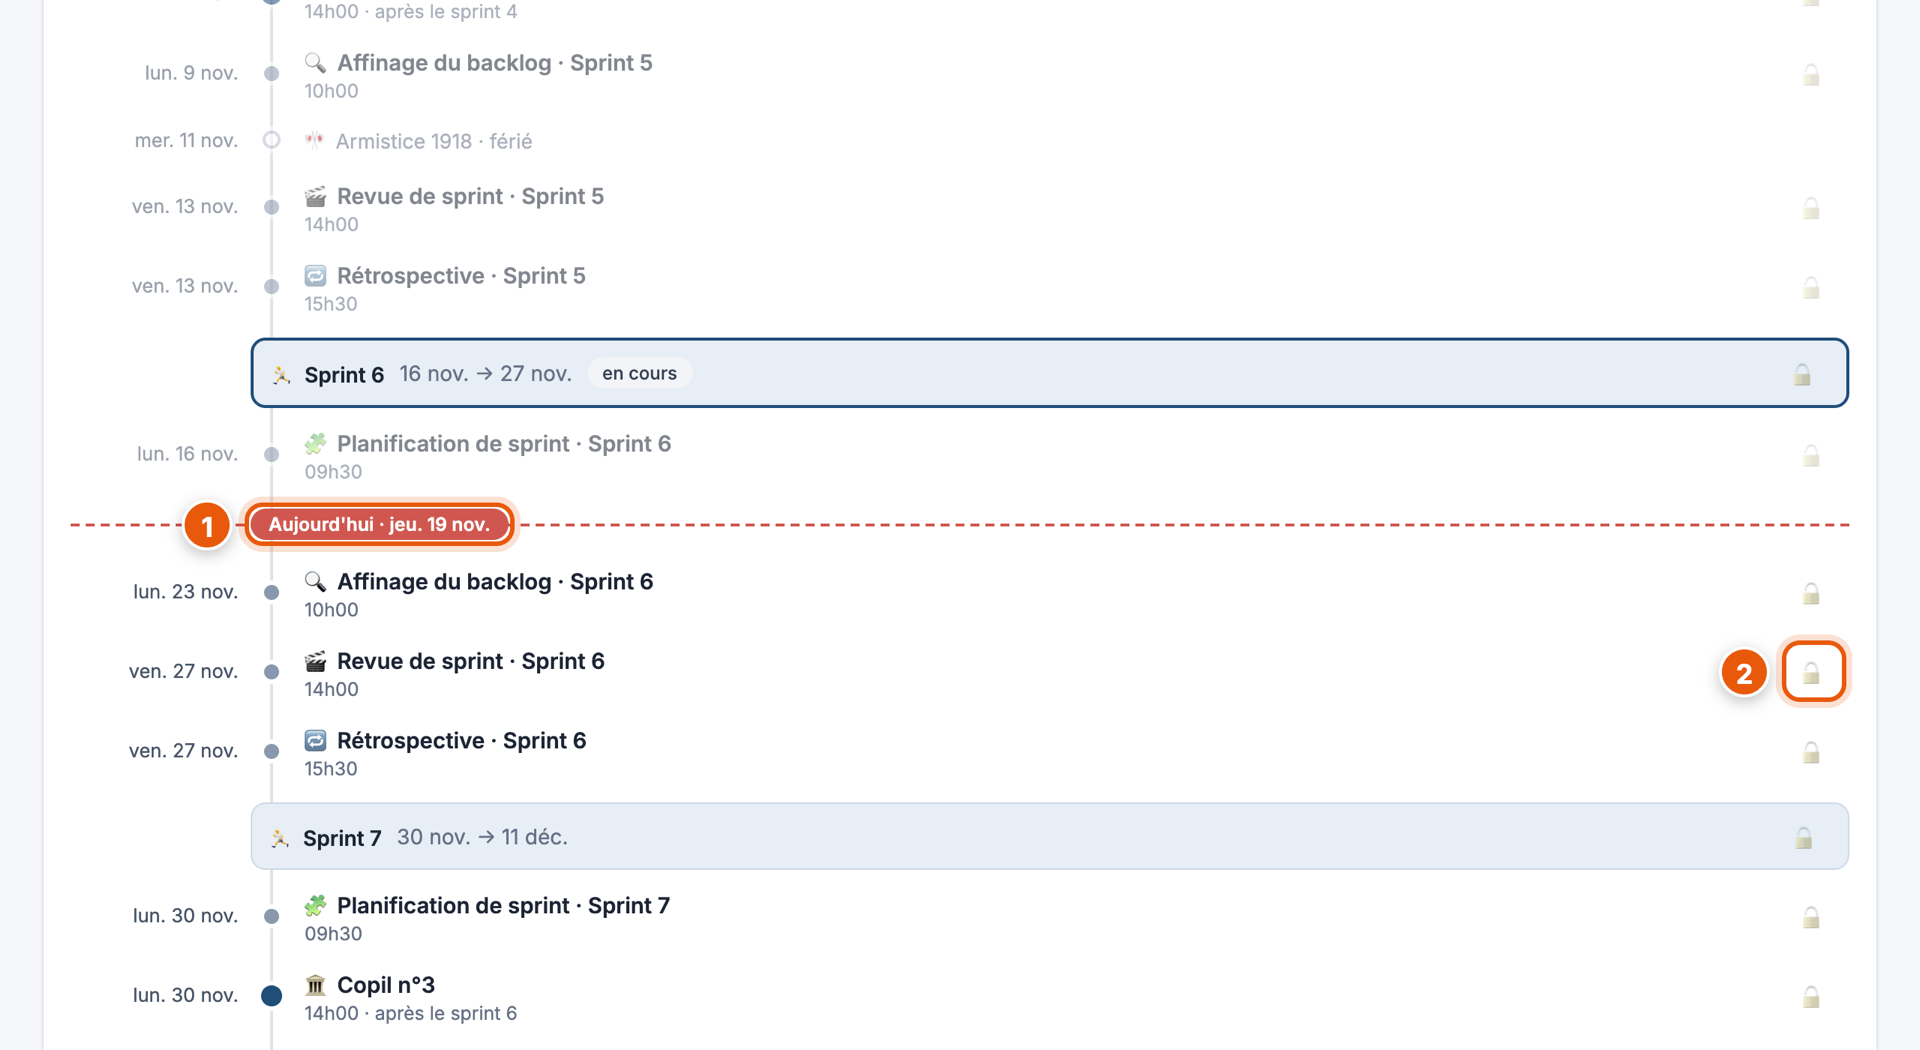 14h00 · après le sprint 4
lun. 9 nov.
Affinage du backlog · Sprint 5
10h00
mer. 11 nov.
Armistice 1918 · férié
ven. 13 nov.
Revue de sprint · Sprint 5
14h00
ven. 13 nov.
Rétrospective · Sprint 5
15h30
Sprint 6 16 nov. → 27 nov. en cours
lun. 16 nov.
Planification de sprint · Sprint 6
09h30
1 Aujourd'hui · jeu. 19 nov.
lun. 23 nov.
Affinage du backlog · Sprint 6
10h00
ven. 27 nov.
Revue de sprint · Sprint 6
14h00
2
ven. 27 nov.
Rétrospective · Sprint 6
15h30
Sprint 7 30 nov. → 11 déc.
lun. 30 nov.
Planification de sprint · Sprint 7
09h30
lun. 30 nov.
Copil n°3
14h00 · après le sprint 6